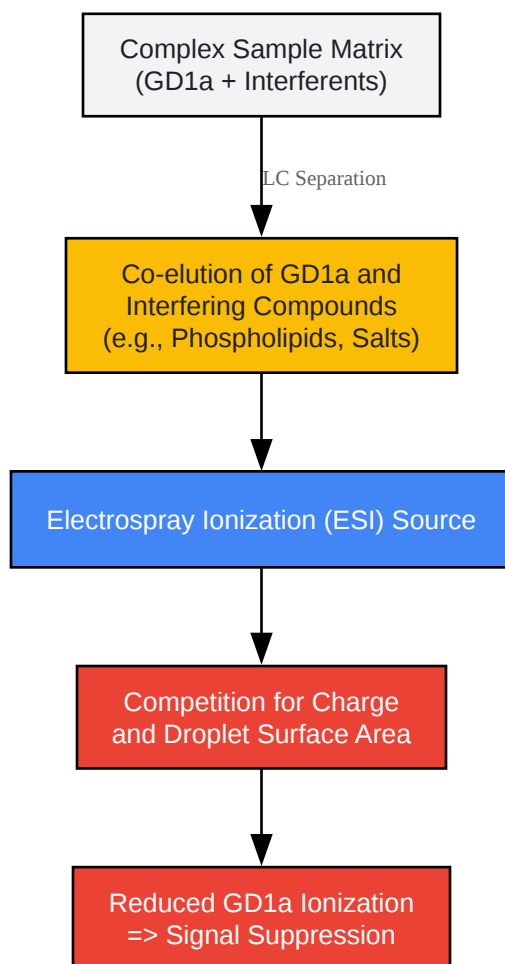 Complex Sample Matrix
(GD1a + Interferents)
LC Separation
Co-elution of GD1a and
Interfering Compounds
(e.g., Phospholipids, Salts)
Electrospray Ionization (ESI) Source
Competition for Charge
and Droplet Surface Area
Reduced GD1a Ionization
=> Signal Suppression